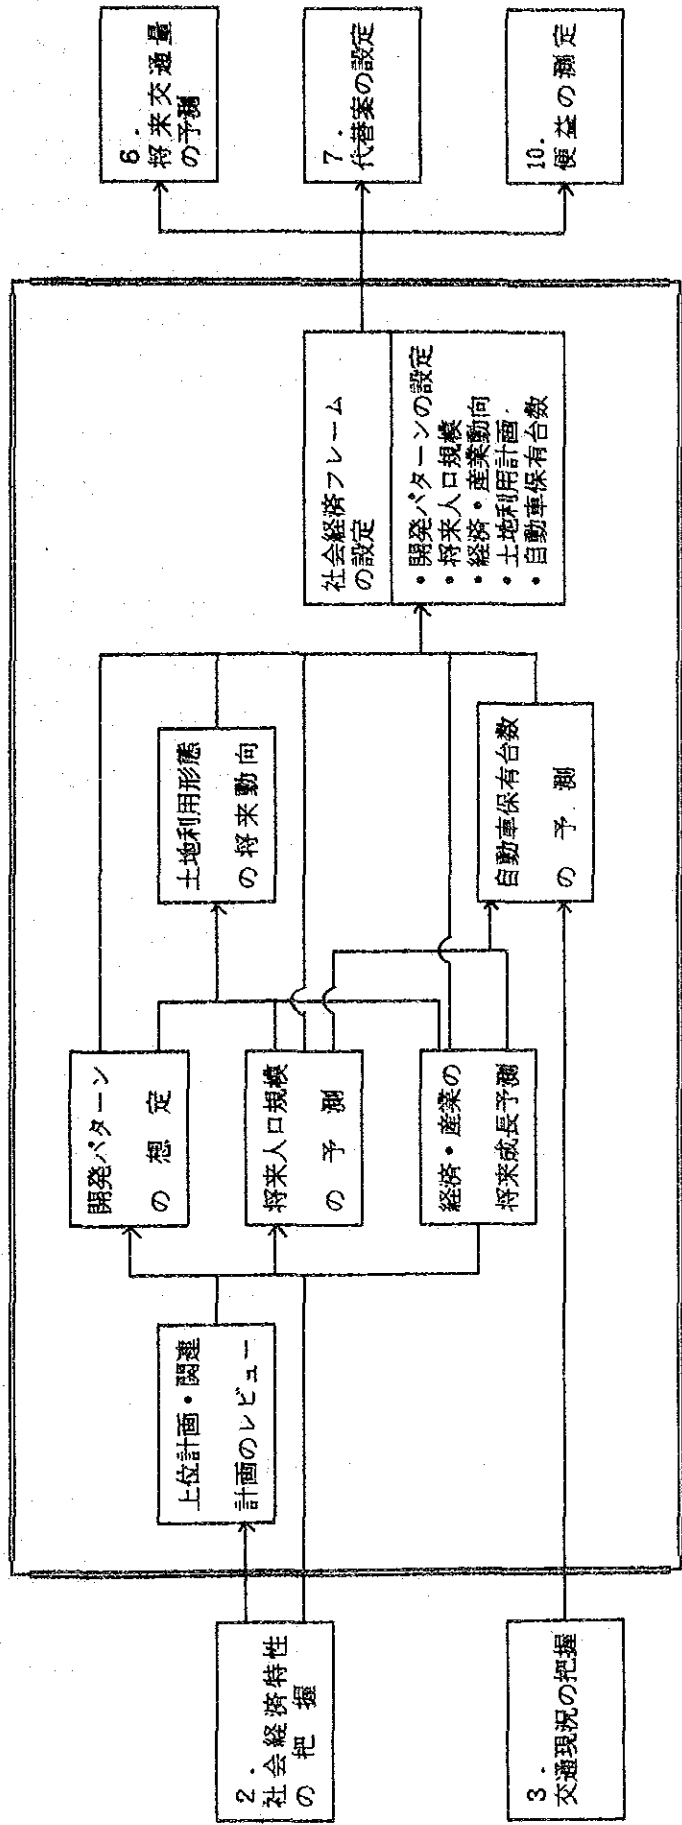 2.
社会経済特性
の把握
3.
交通現況の把握
上位計画・関連
計画のレビュー
開発パターン
の想定
将来人口規模
の予測
経済・産業の
将来成長予測
土地利用形態
の将来動向
自動車保有台数
の予測
社会経済フレーム
の設定
・開発パターンの設定
・将来人口規模
・経済・産業動向
・土地利用計画
・自動車保有台数
6.
将来交通量
の予測
7.
代替案の設定
10.
便益の測定